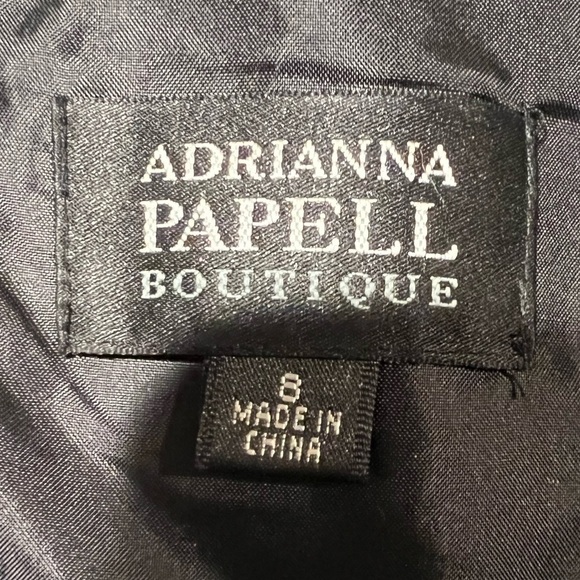 ADRIANNA
PAPELL
BOUTIQUE
8
MADE IN
CHINA